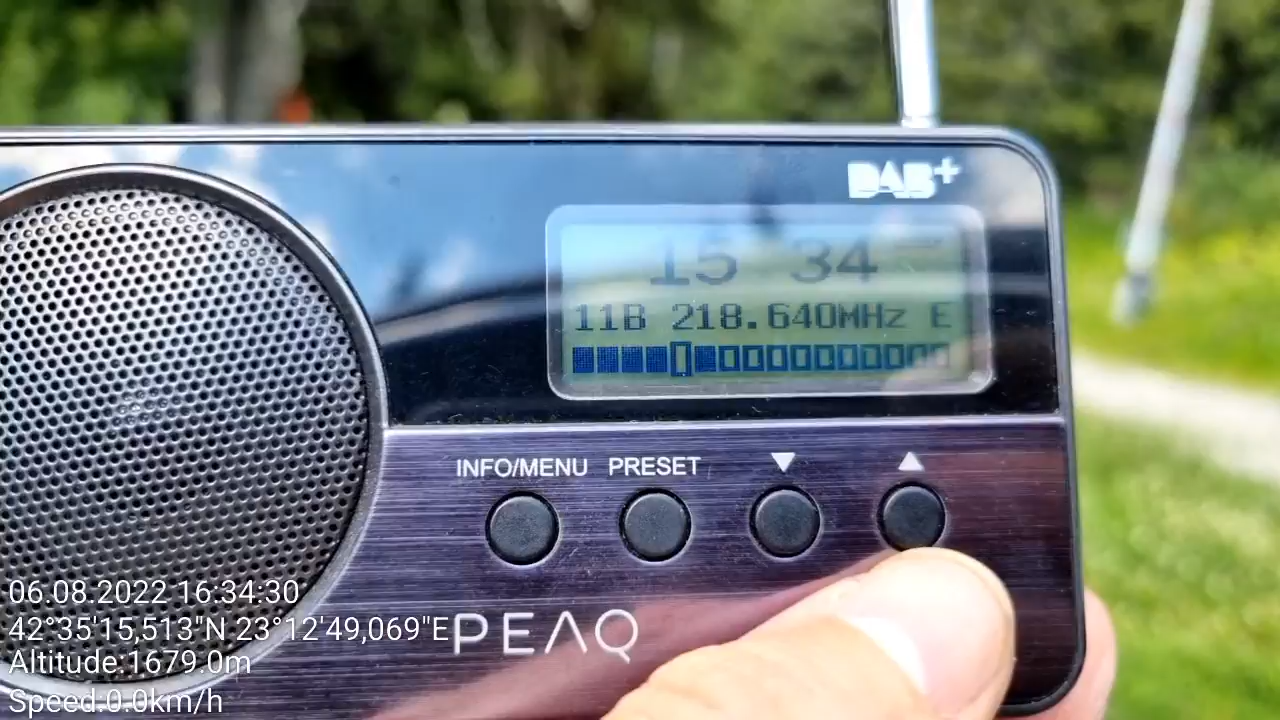 DAB+
15 34
11B 218.640MHz E
INFO/MENU PRESET ▼ ▲
PEAQ
06.08.2022 16:34:30
42°35'15,513"N 23°12'49,069"E
Altitude:1679.0m
Speed:0.0km/h